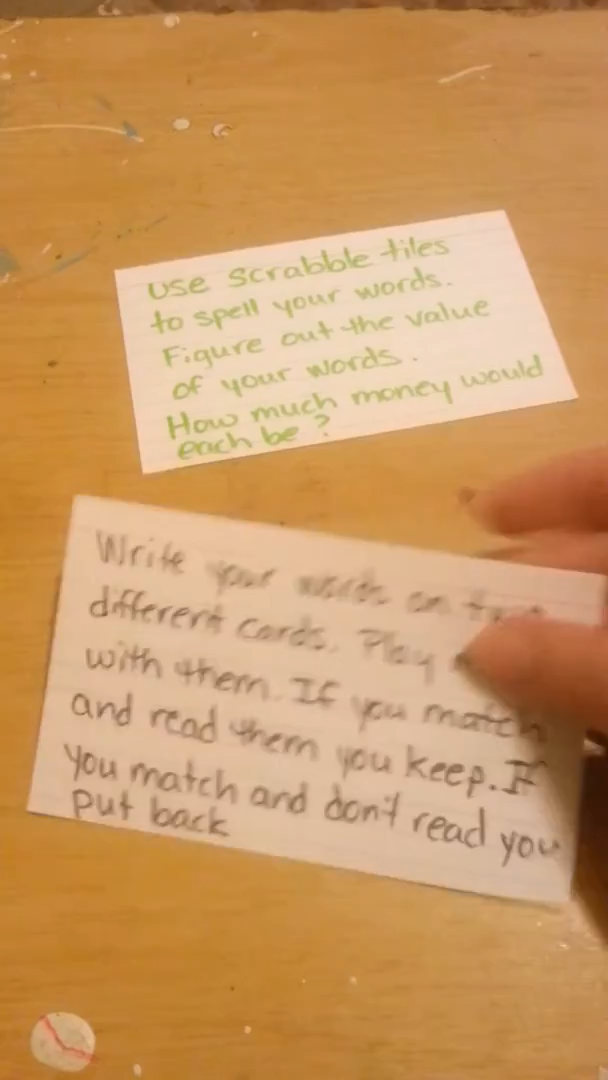 use scrabble tiles
to spell your words.
Figure out the value
of your words.
How much money would
each be?
Write your words on
different cards. Play
with them. If you match
and read them you keep. If
you match and don't read you
put back